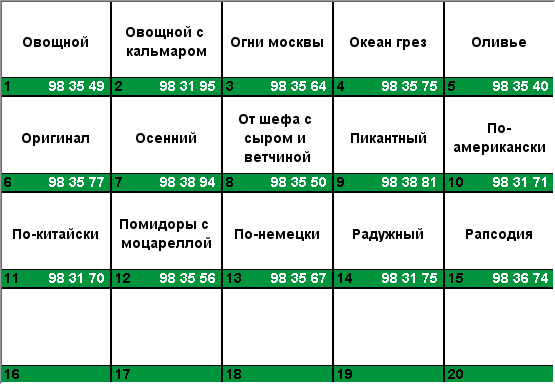 Овощной
Овощной с
кальмаром
Огни москвы
Океан грез
Оливье
1 98 35 49
2 98 31 95
3 98 35 64
4 98 35 75
5 98 35 40
Оригинал
Осенний
От шефа с
сыром и
ветчиной
Пикантный
По-
американски
6 98 35 77
7 98 38 94
8 98 35 50
9 98 38 81
10 98 31 71
По-китайски
Помидоры с
моцареллой
По-немецки
Радужный
Рапсодия
11 98 31 70
12 98 35 56
13 98 35 67
14 98 31 75
15 98 36 74
16
17
18
19
20